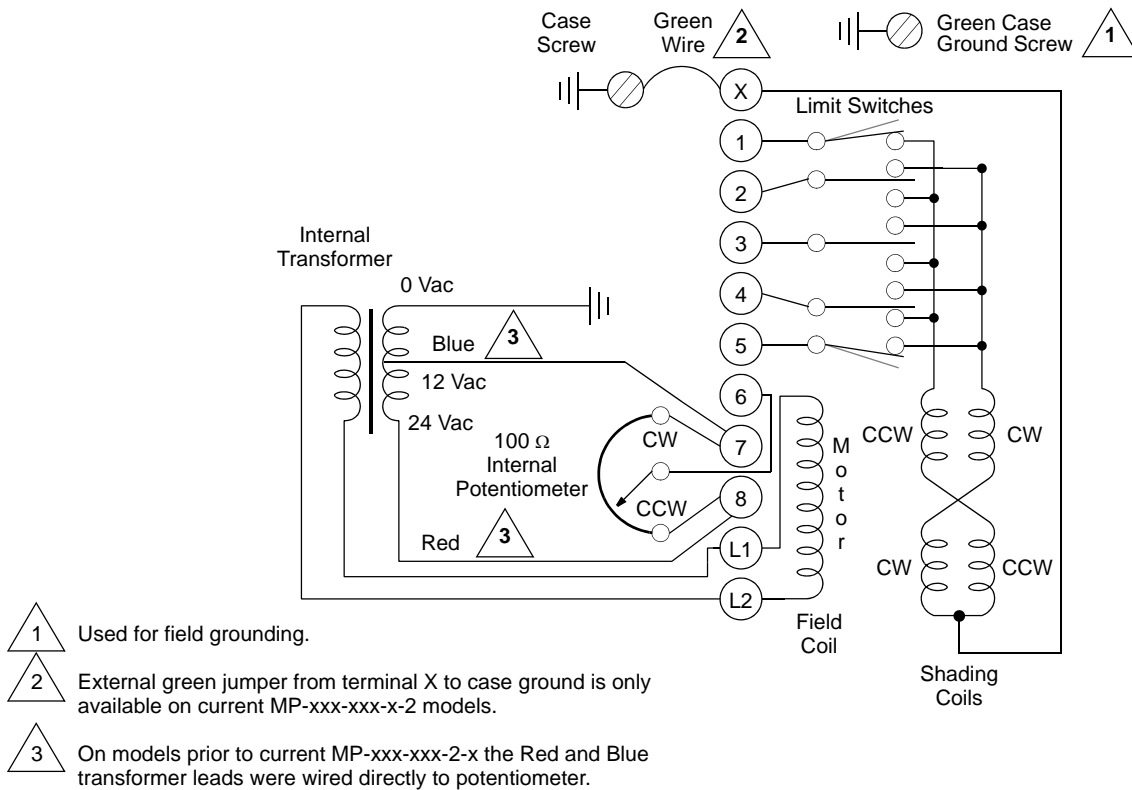 Case Screw
Green Wire
2
Green Case Ground Screw
1
X
Limit Switches
1
2
3
4
5
6
7
8
L1
L2
Internal Transformer
0 Vac
Blue
3
12 Vac
24 Vac
100 Ω Internal Potentiometer
CW
CCW
Red
3
Motor
Field Coil
CCW
CW
CW
CCW
Shading Coils
1
Used for field grounding.
2
External green jumper from terminal X to case ground is only
available on current MP-xxx-xxx-x-2 models.
3
On models prior to current MP-xxx-xxx-2-x the Red and Blue
transformer leads were wired directly to potentiometer.